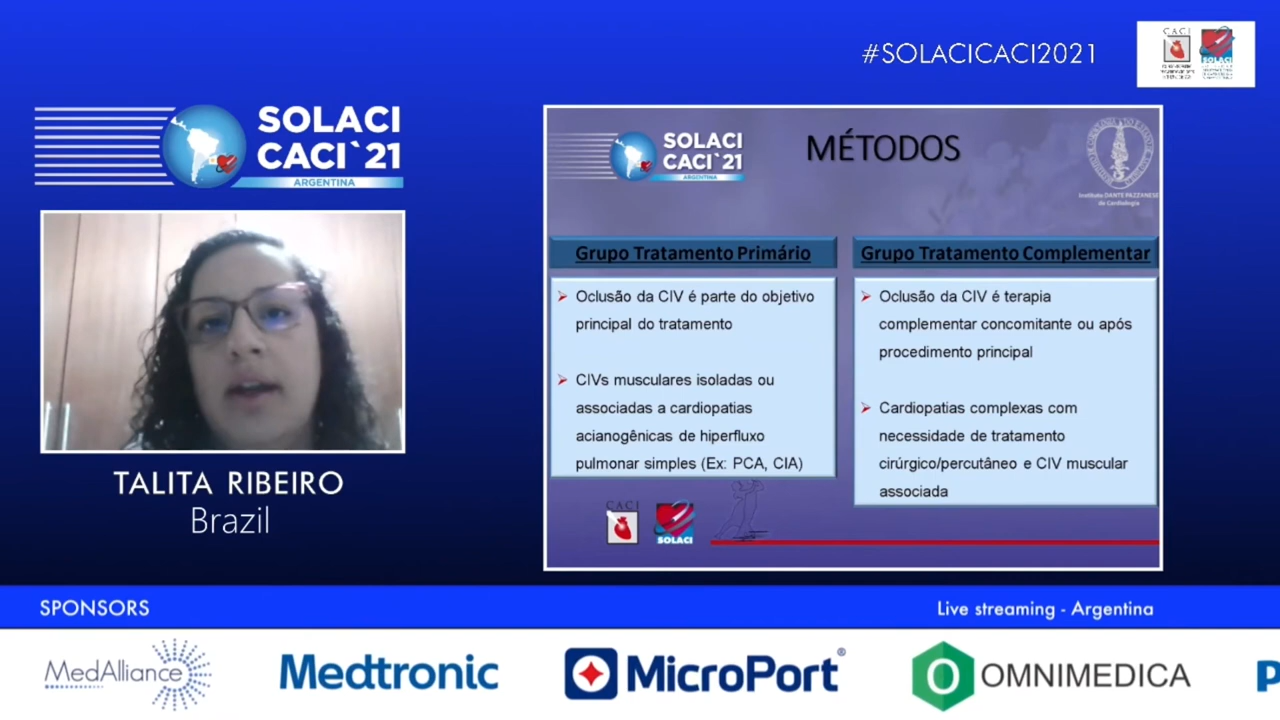 #SOLACICACI2021
CACI
SOLACI
SOLACI
CACI`21
ARGENTINA
TALITA RIBEIRO
Brazil
SOLACI
CACI`21
ARGENTINA
MÉTODOS
Instituto DANTE PAZZANESE
de Cardiologia
Grupo Tratamento Primário
➢ Oclusão da CIV é parte do objetivo
principal do tratamento
➢ CIVs musculares isoladas ou
associadas a cardiopatias
acianogênicas de hiperfluxo
pulmonar simples (Ex: PCA, CIA)
Grupo Tratamento Complementar
➢ Oclusão da CIV é terapia
complementar concomitante ou após
procedimento principal
➢ Cardiopatias complexas com
necessidade de tratamento
cirúrgico/percutâneo e CIV muscular
associada
CACI
SOLACI
SPONSORS
Live streaming - Argentina
MedAlliance
Medtronic
MicroPort®
OMNIMEDICA